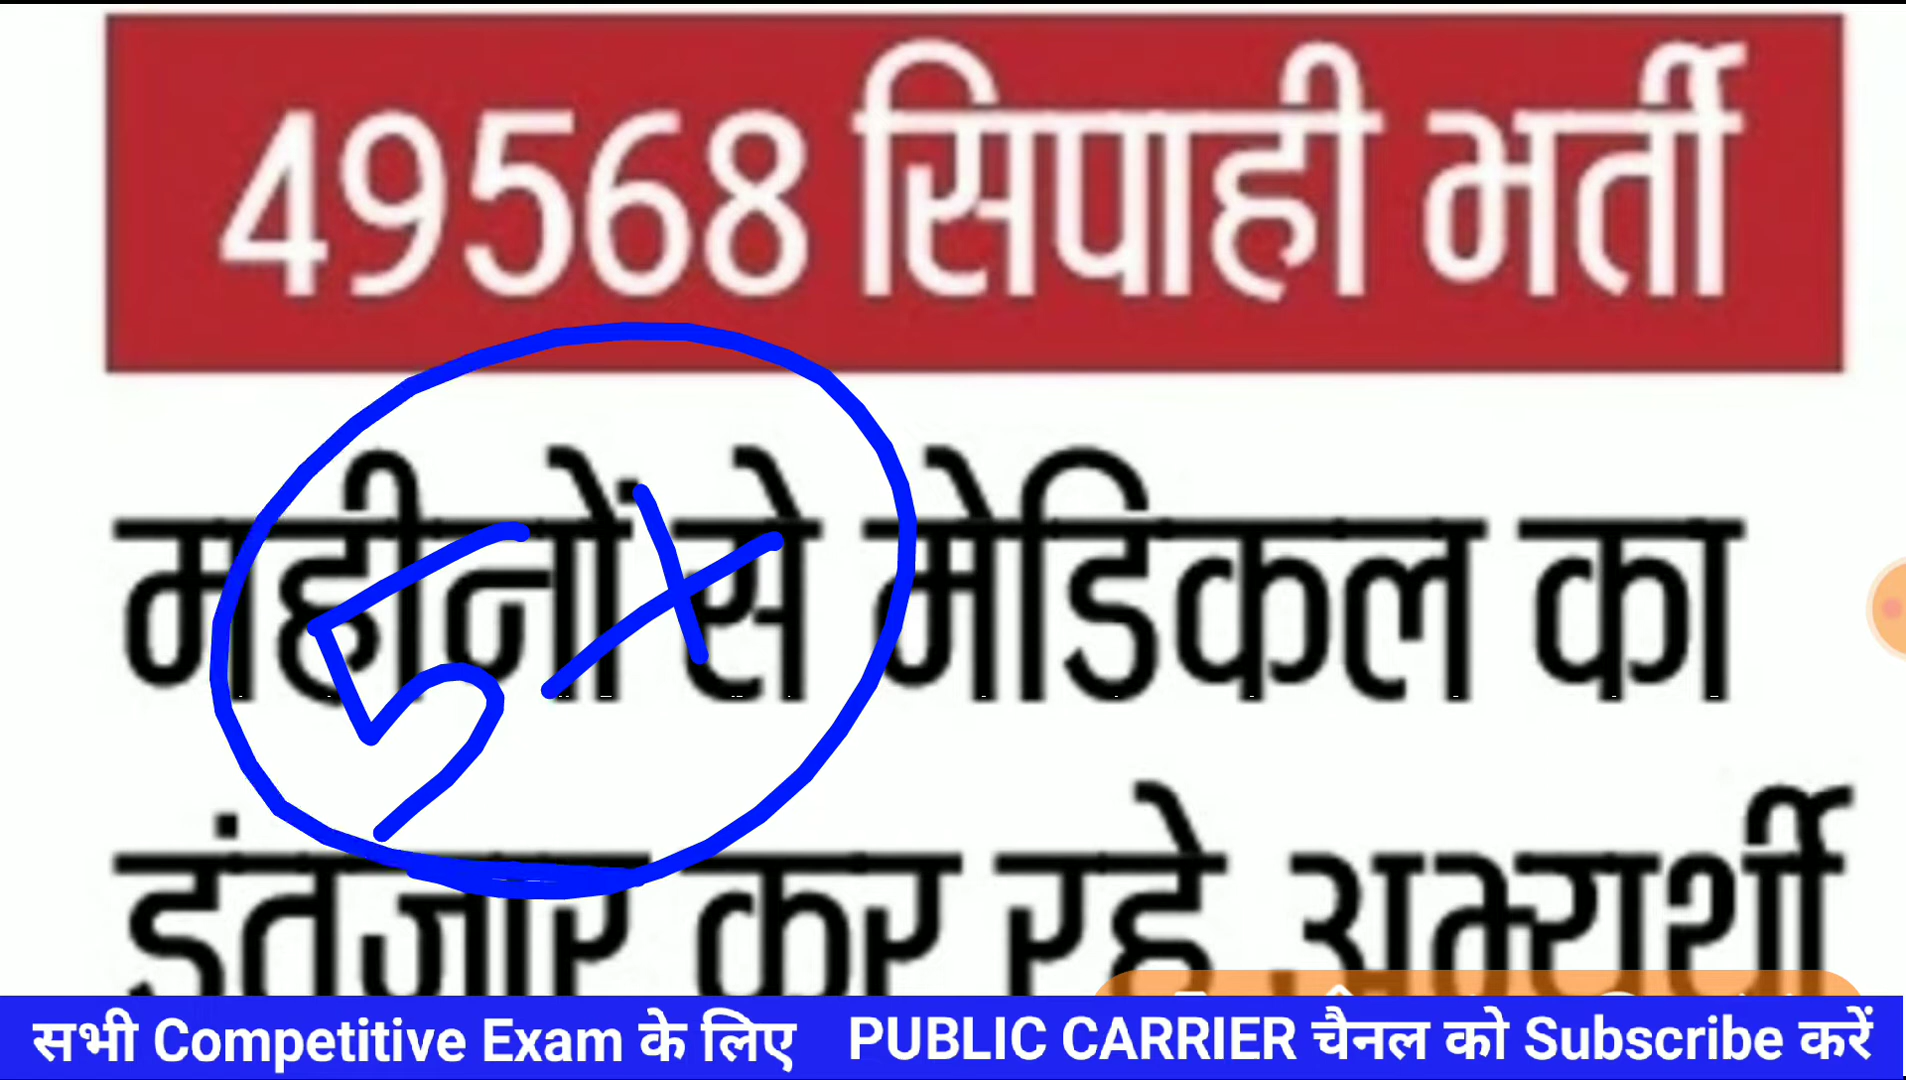 49568 सिपाही भर्ती
महीनों से मेडिकल का
इंतजार कर रहे अभ्यर्थी
5+
सभी Competitive Exam के लिए PUBLIC CARRIER चैनल को Subscribe करें